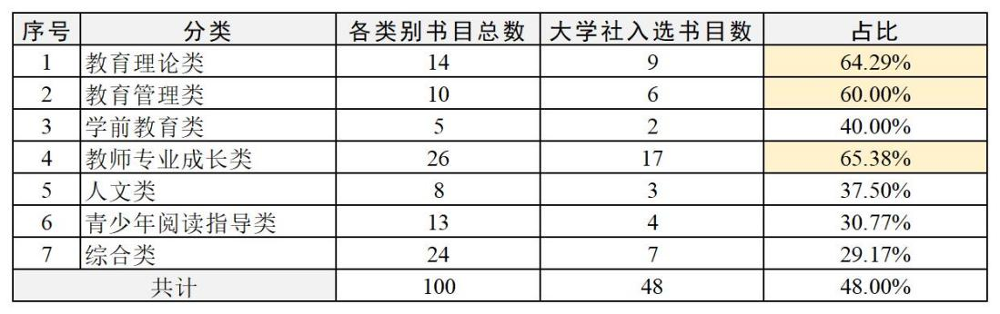 序号 分类 各类别书目总数 大学社入选书目数 占比
1 教育理论类 14 9 64.29%
2 教育管理类 10 6 60.00%
3 学前教育类 5 2 40.00%
4 教师专业成长类 26 17 65.38%
5 人文类 8 3 37.50%
6 青少年阅读指导类 13 4 30.77%
7 综合类 24 7 29.17%
共计 100 48 48.00%